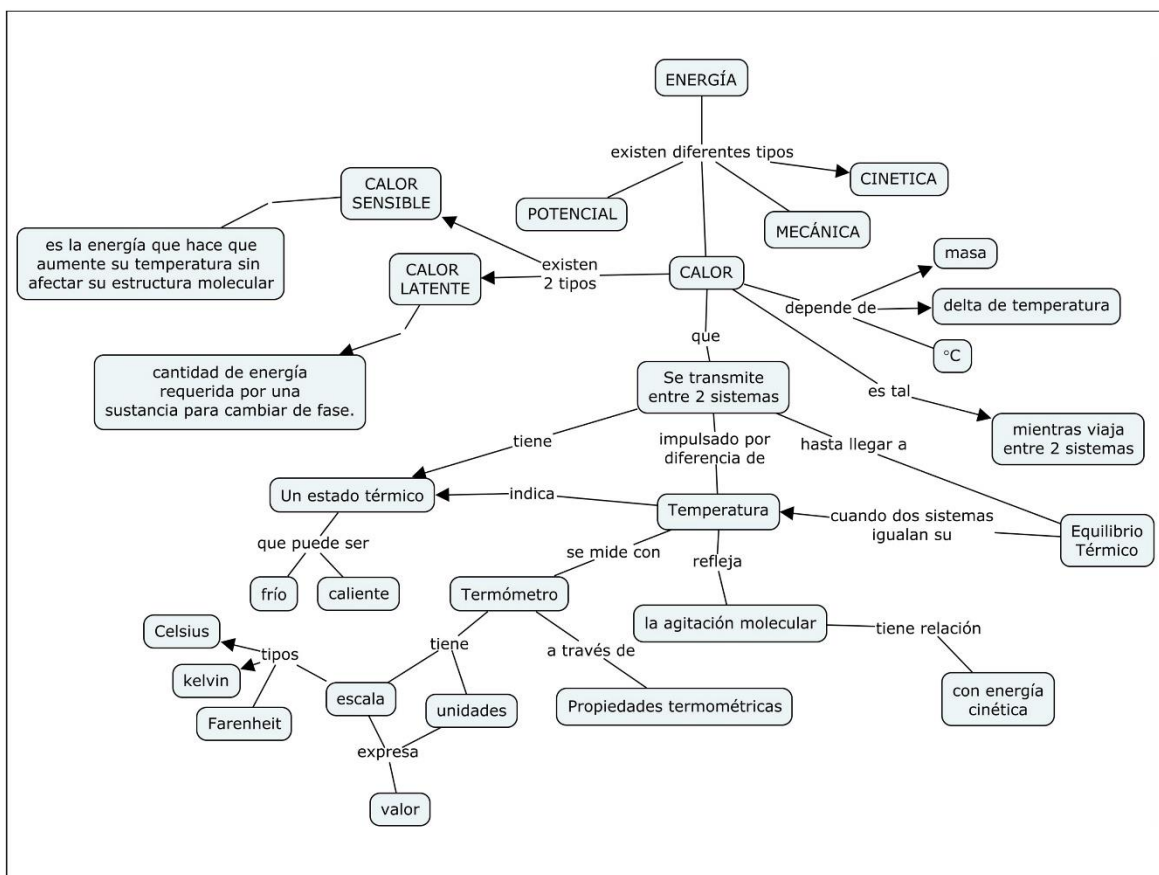 ENERGÍA
existen diferentes tipos
CINETICA
POTENCIAL
MECÁNICA
CALOR
SENSIBLE
es la energía que hace que
aumente su temperatura sin
afectar su estructura molecular
existen
2 tipos
CALOR
LATENTE
cantidad de energía
requerida por una
sustancia para cambiar de fase.
CALOR
masa
depende de
delta de temperatura
°C
que
es tal
mientras viaja
entre 2 sistemas
Se transmite
entre 2 sistemas
tiene
impulsado por
diferencia de
hasta llegar a
Un estado térmico
indica
Temperatura
cuando dos sistemas
igualan su
Equilibrio
Térmico
que puede ser
frío
caliente
se mide con
refleja
Termómetro
la agitación molecular
tiene relación
con energía
cinética
Celsius
tipos
kelvin
Farenheit
tiene
a través de
escala
unidades
Propiedades termométricas
expresa
valor